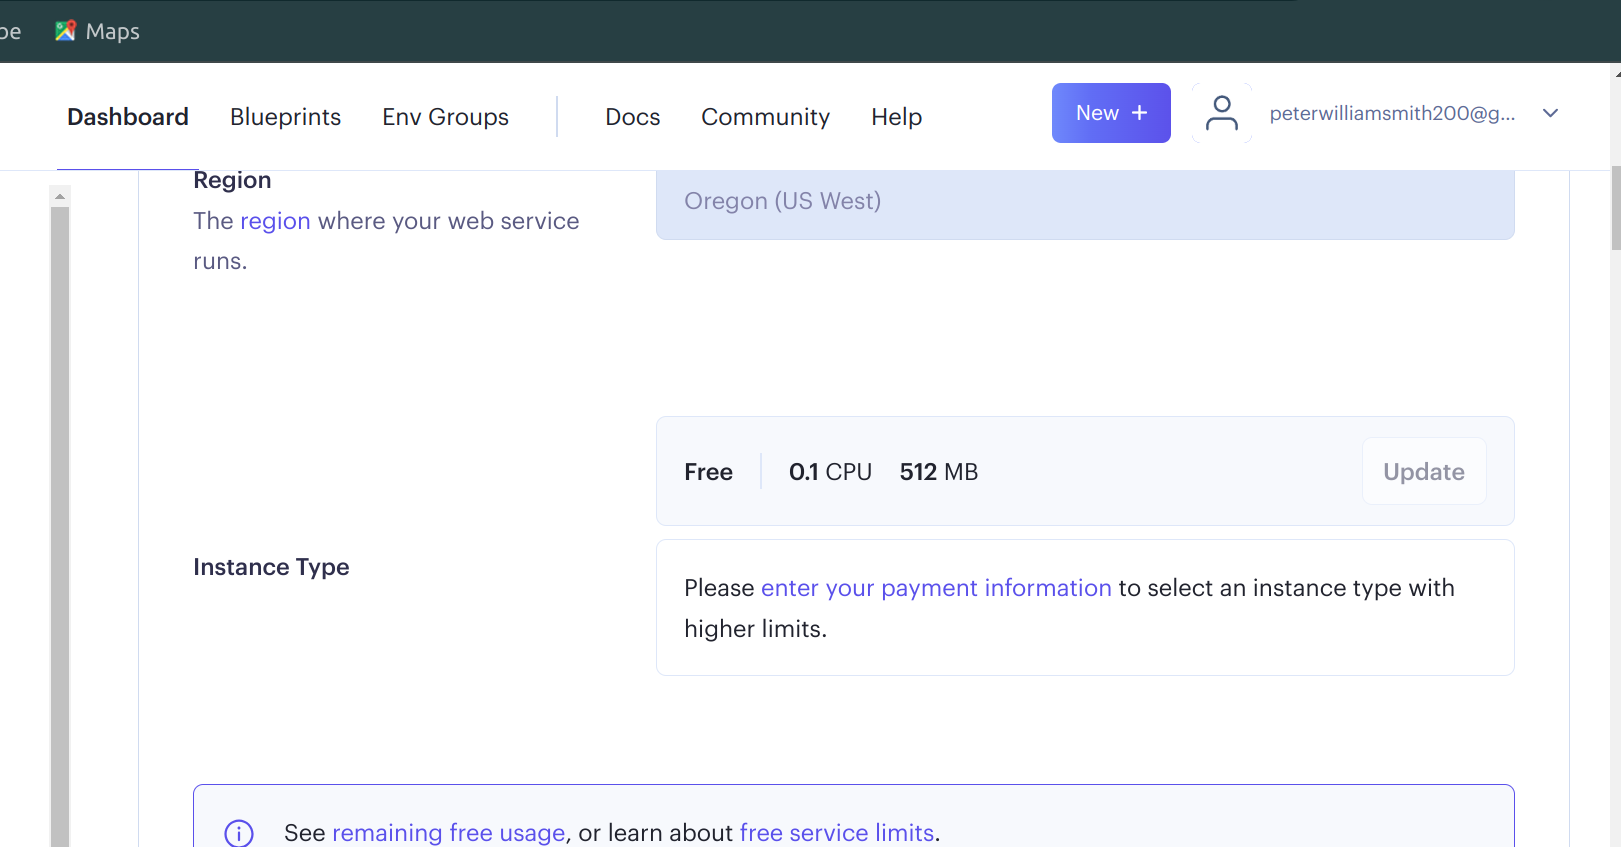 Maps
Dashboard Blueprints Env Groups Docs Community Help New + peterwilliamsmith200@g...
Region
The region where your web service
runs.
Oregon (US West)
Free 0.1 CPU 512 MB Update
Instance Type
Please enter your payment information to select an instance type with
higher limits.
See remaining free usage, or learn about free service limits.